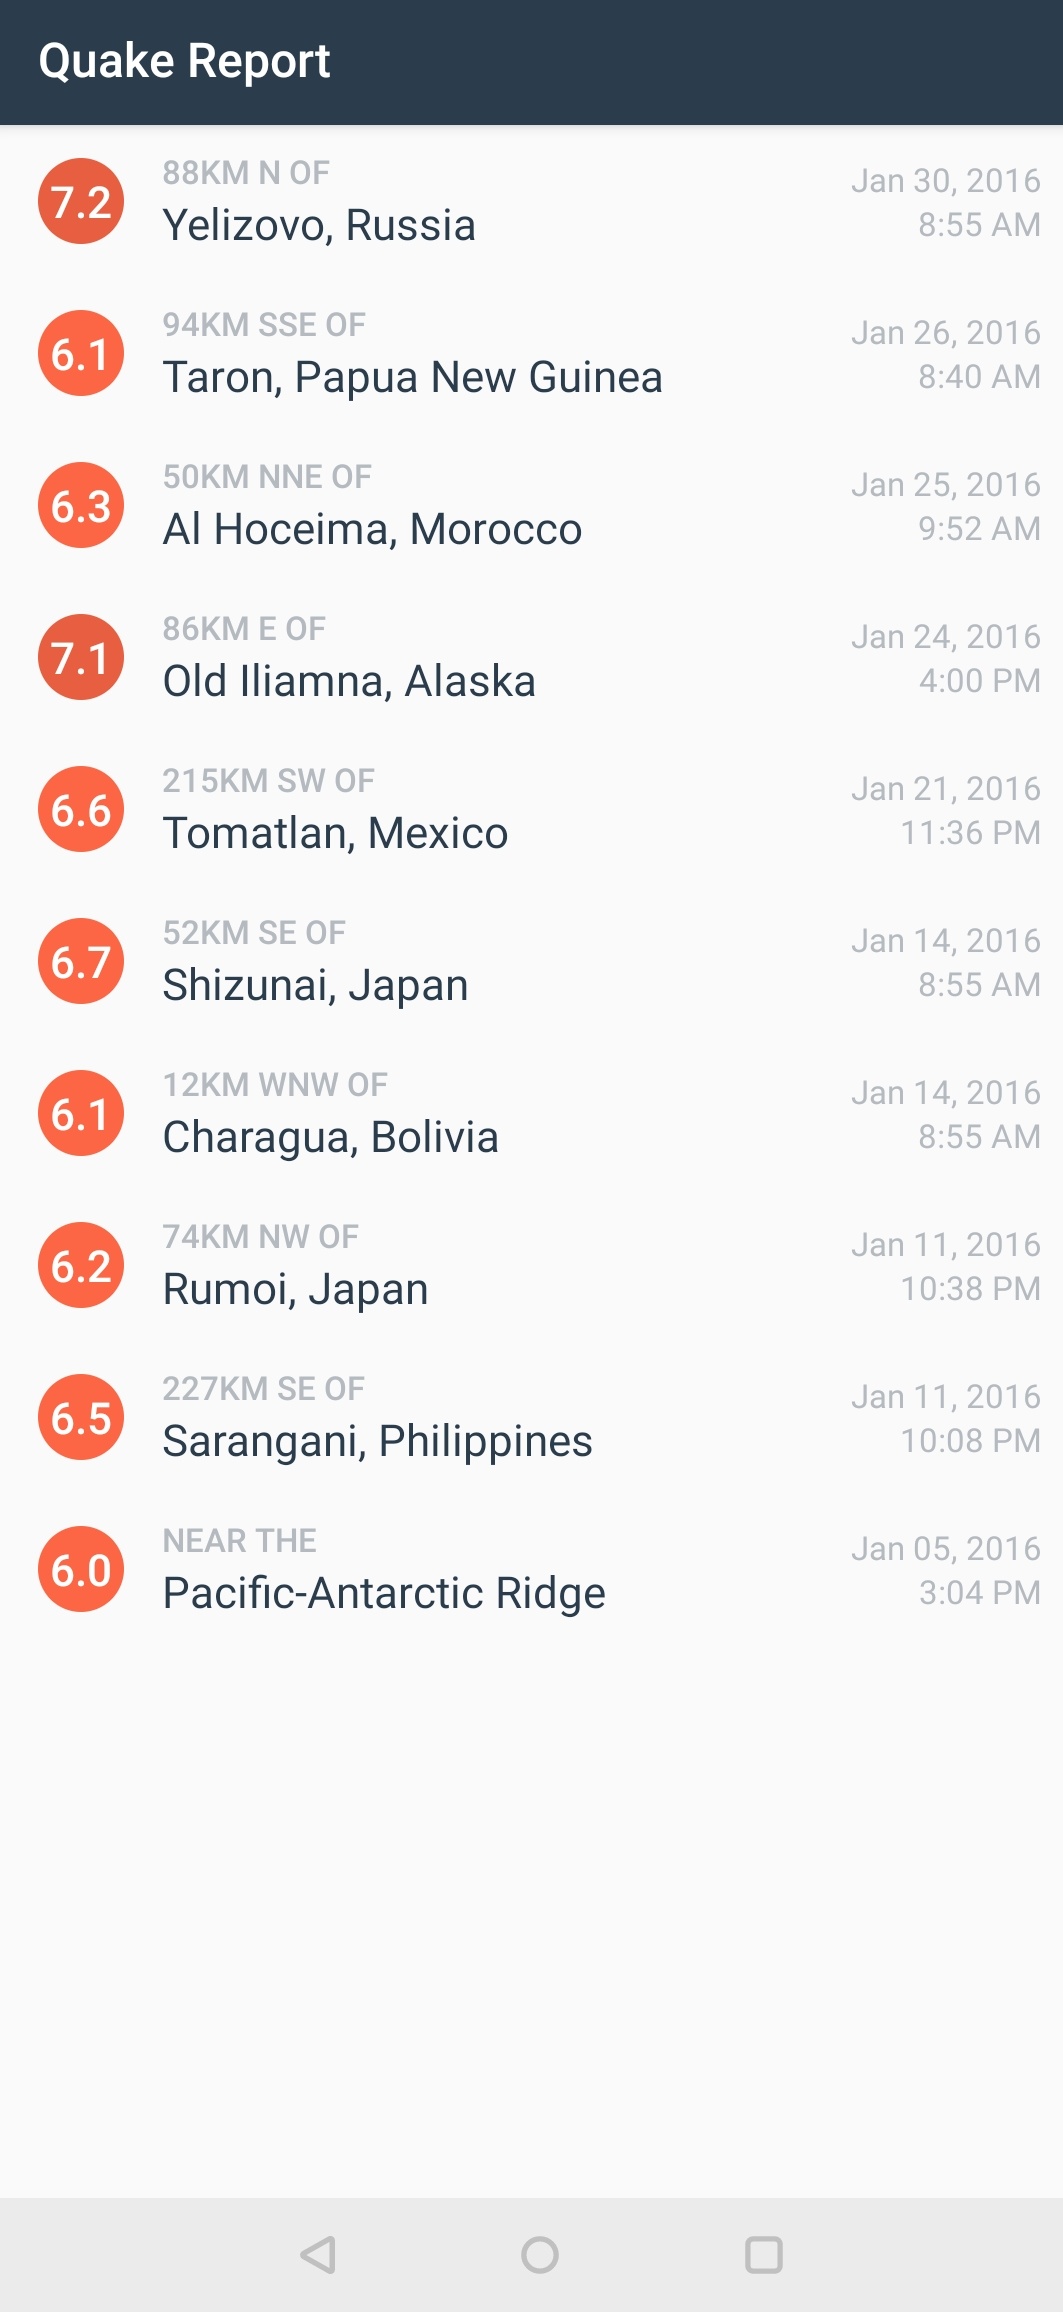 Quake Report
7.2
88KM N OF
Yelizovo, Russia
Jan 30, 2016
8:55 AM
6.1
94KM SSE OF
Taron, Papua New Guinea
Jan 26, 2016
8:40 AM
6.3
50KM NNE OF
Al Hoceima, Morocco
Jan 25, 2016
9:52 AM
7.1
86KM E OF
Old Iliamna, Alaska
Jan 24, 2016
4:00 PM
6.6
215KM SW OF
Tomatlan, Mexico
Jan 21, 2016
11:36 PM
6.7
52KM SE OF
Shizunai, Japan
Jan 14, 2016
8:55 AM
6.1
12KM WNW OF
Charagua, Bolivia
Jan 14, 2016
8:55 AM
6.2
74KM NW OF
Rumoi, Japan
Jan 11, 2016
10:38 PM
6.5
227KM SE OF
Sarangani, Philippines
Jan 11, 2016
10:08 PM
6.0
NEAR THE
Pacific-Antarctic Ridge
Jan 05, 2016
3:04 PM